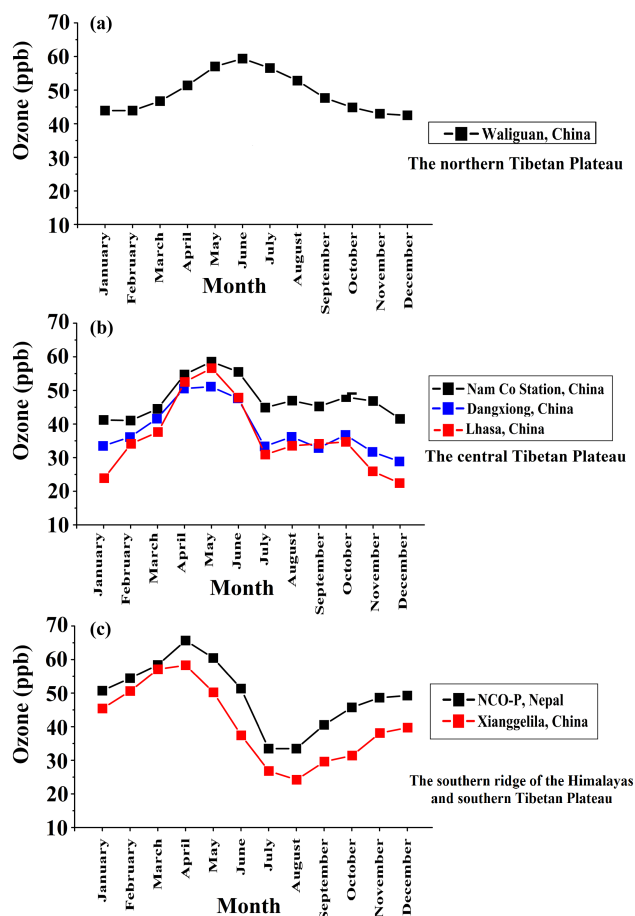 (a)
Ozone (ppb)
70
60
50
40
30
20
10
January
February
March
April
May
June
July
August
September
October
November
December
Month
Waliguan, China
The northern Tibetan Plateau
(b)
Ozone (ppb)
70
60
50
40
30
20
10
January
February
March
April
May
June
July
August
September
October
November
December
Month
Nam Co Station, China
Dangxiong, China
Lhasa, China
The central Tibetan Plateau
(c)
Ozone (ppb)
70
60
50
40
30
20
10
January
February
March
April
May
June
July
August
September
October
November
December
Month
NCO-P, Nepal
Xianggelila, China
The southern ridge of the Himalayas
and southern Tibetan Plateau